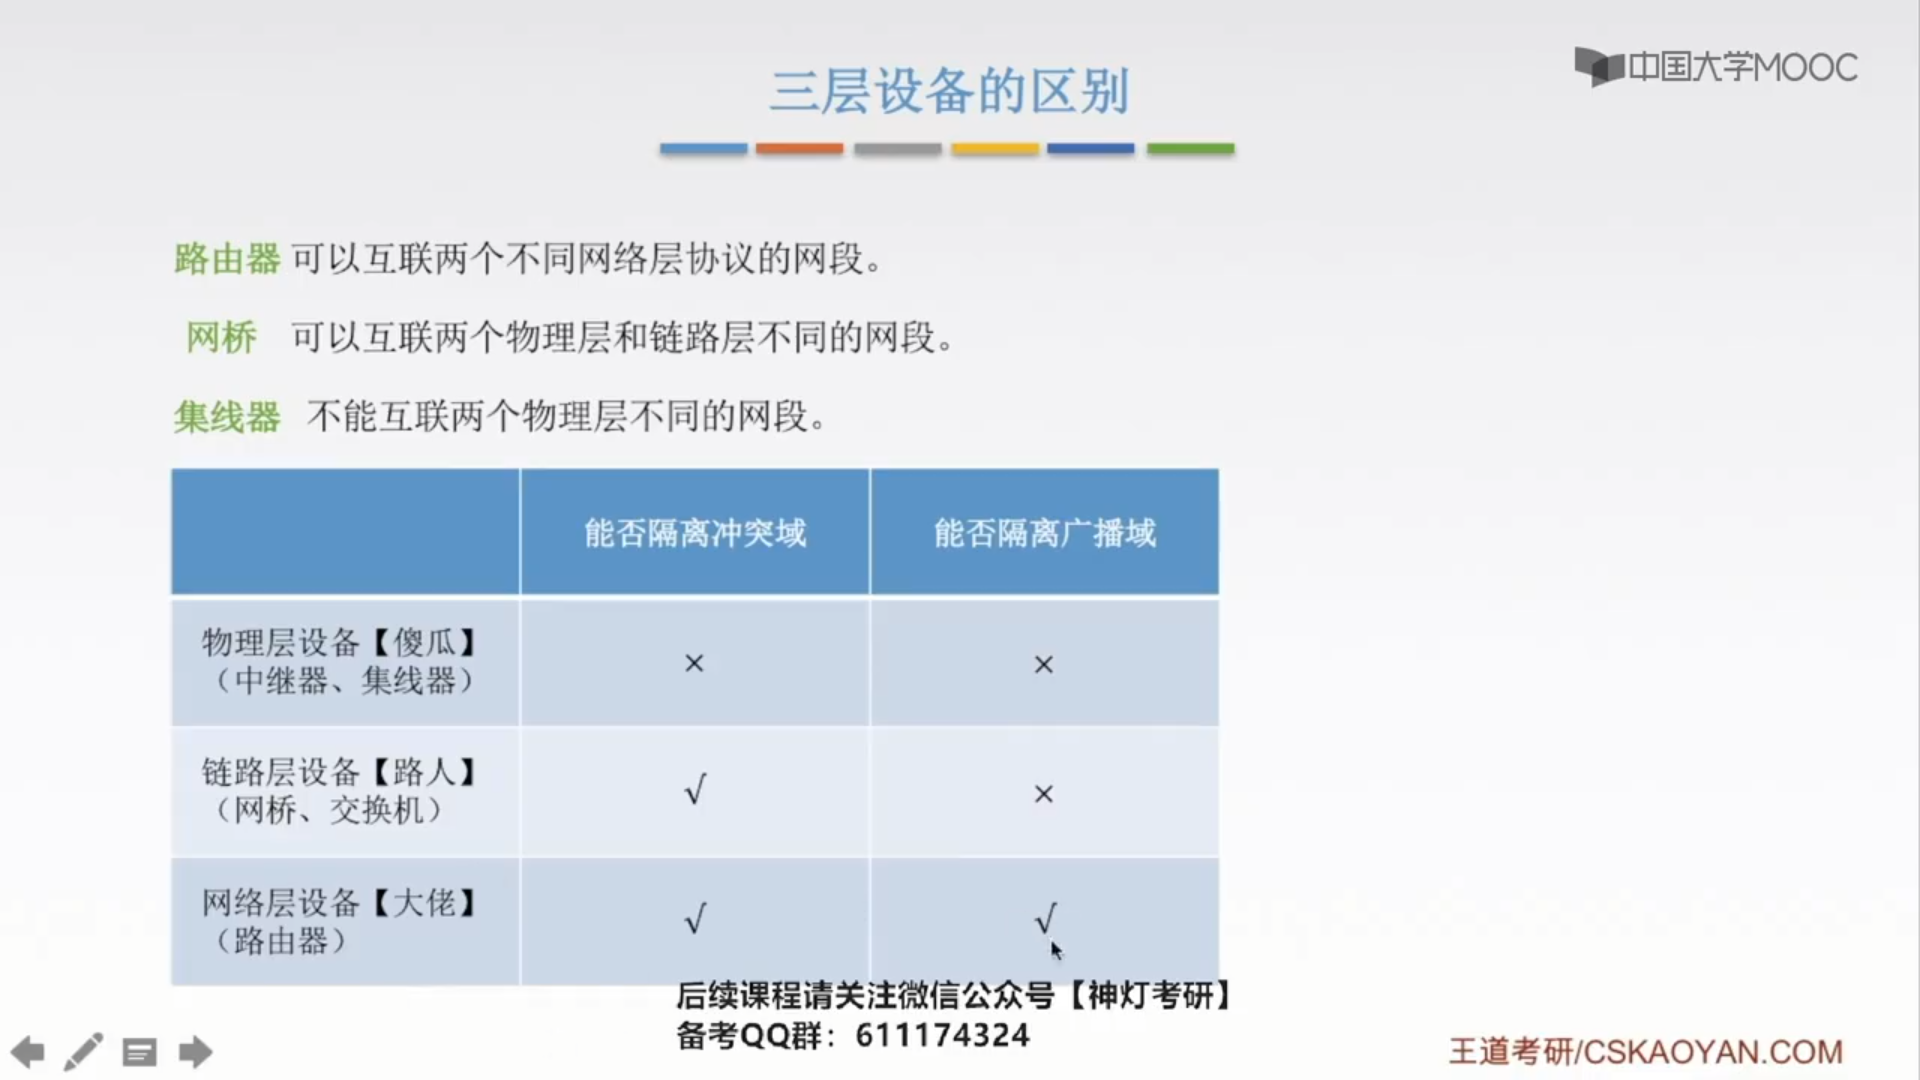 中国大学MOOC
三层设备的区别
路由器 可以互联两个不同网络层协议的网段。
网桥 可以互联两个物理层和链路层不同的网段。
集线器 不能互联两个物理层不同的网段。
能否隔离冲突域 能否隔离广播域
物理层设备【傻瓜】
（中继器、集线器） × ×
链路层设备【路人】
（网桥、交换机） √ ×
网络层设备【大佬】
（路由器） √ √
后续课程请关注微信公众号【神灯考研】
备考QQ群：611174324
王道考研/CSKAOYAN.COM